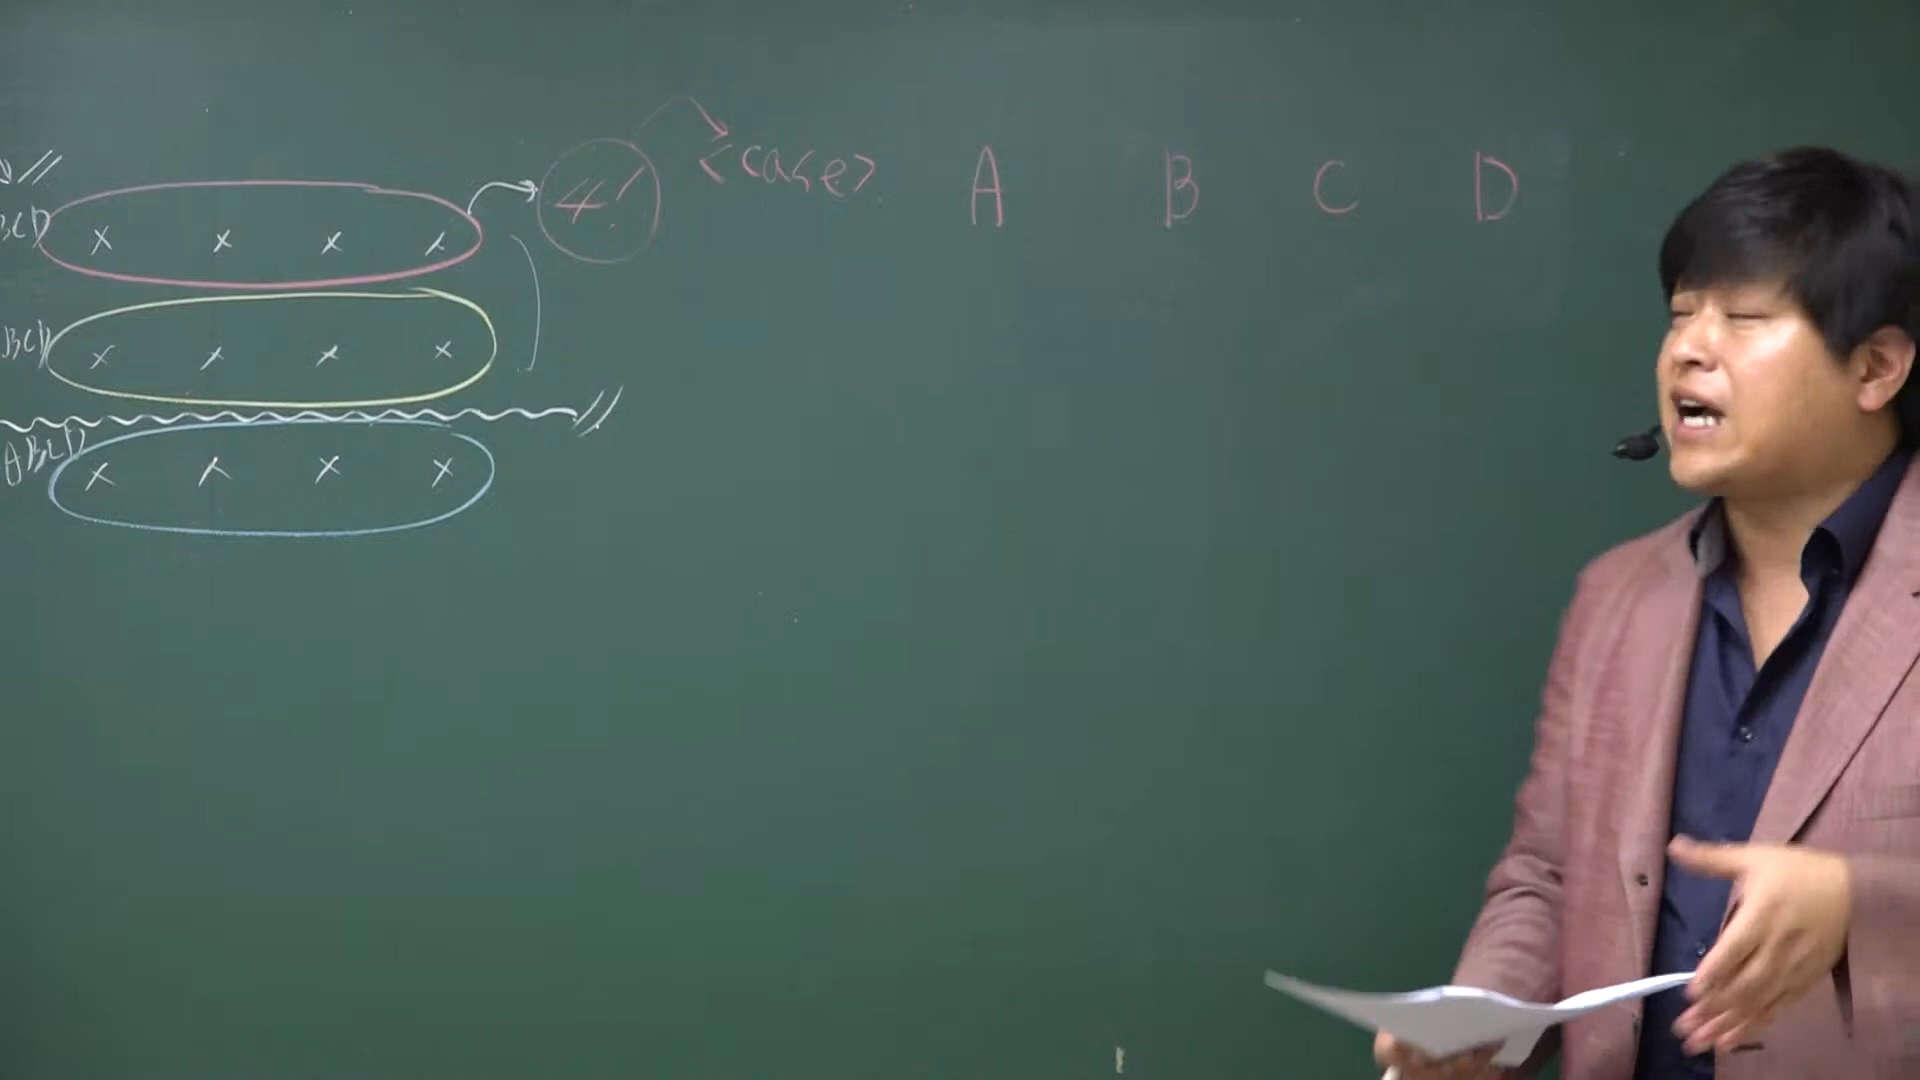 4! <case> A B C D
BCD x x x x
BCD x x x x
ABCD x x x x